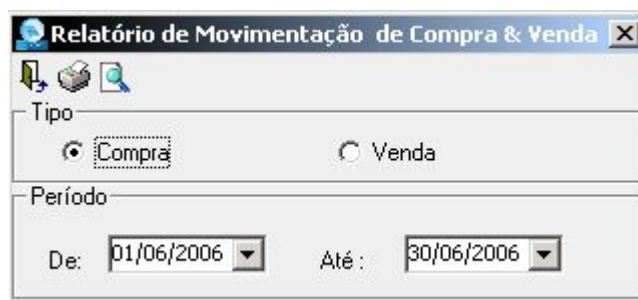 Relatório de Movimentação de Compra & Venda
Tipo
Compra Venda
Período
De: 01/06/2006 Até : 30/06/2006